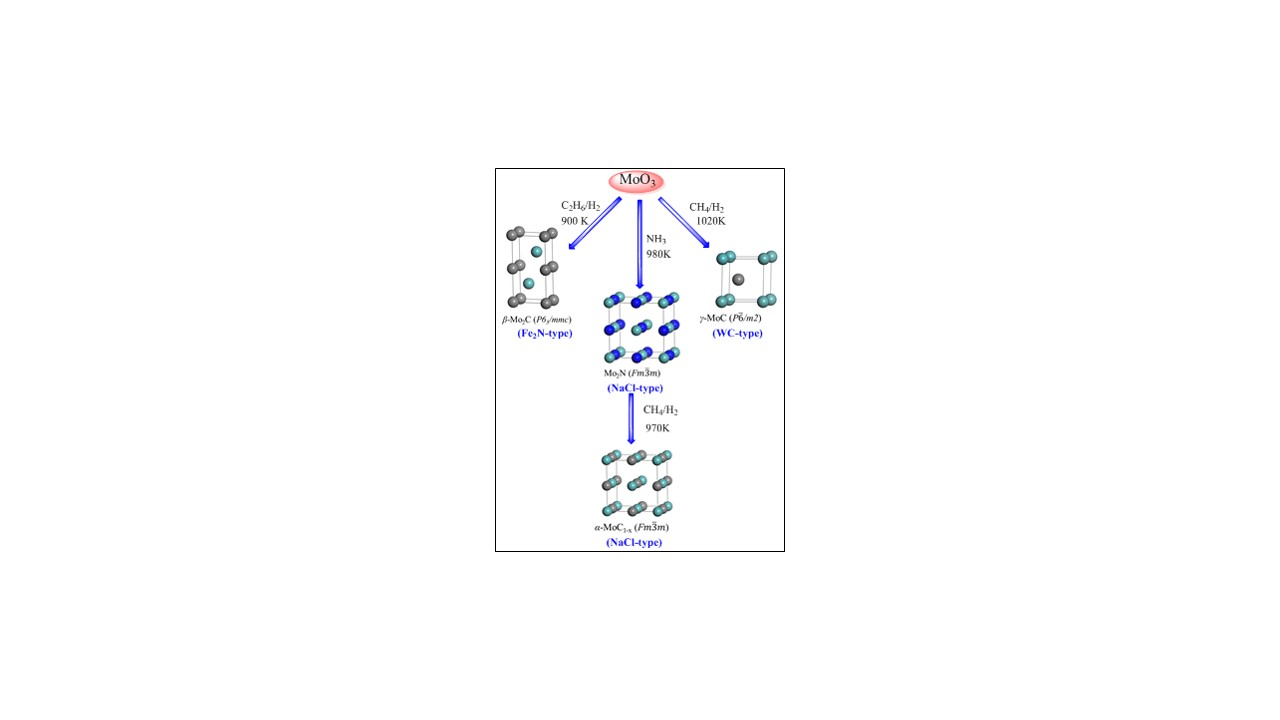 MoO₃
C₂H₆/H₂
900 K
CH₄/H₂
1020K
NH₃
980K
β-Mo₂C (P6₃/mmc)
(Fe₂N-type)
γ-MoC (P6̄/m2)
(WC-type)
Mo₂N (Fm3̄m)
(NaCl-type)
CH₄/H₂
970K
α-MoC₁₋ₓ (Fm3̄m)
(NaCl-type)